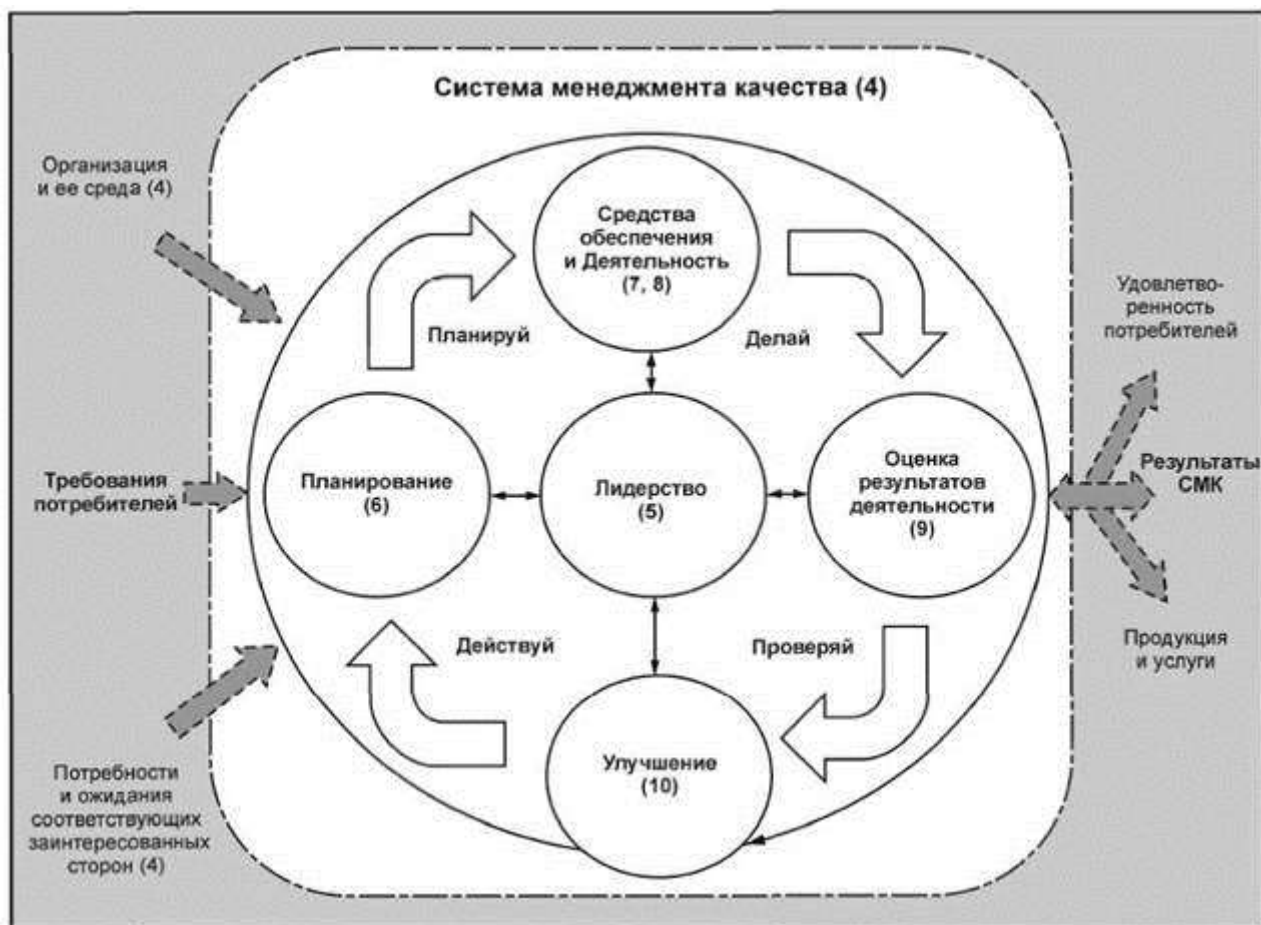 Система менеджмента качества (4)
Организация
и ее среда (4)
Средства
обеспечения
и Деятельность
(7, 8)
Планируй
Делай
Удовлетво-
ренность
потребителей
Требования
потребителей
Планирование
(6)
Лидерство
(5)
Оценка
результатов
деятельности
(9)
Результаты
СМК
Действуй
Проверяй
Продукция
и услуги
Улучшение
(10)
Потребности
и ожидания
соответствующих
заинтересованных
сторон (4)